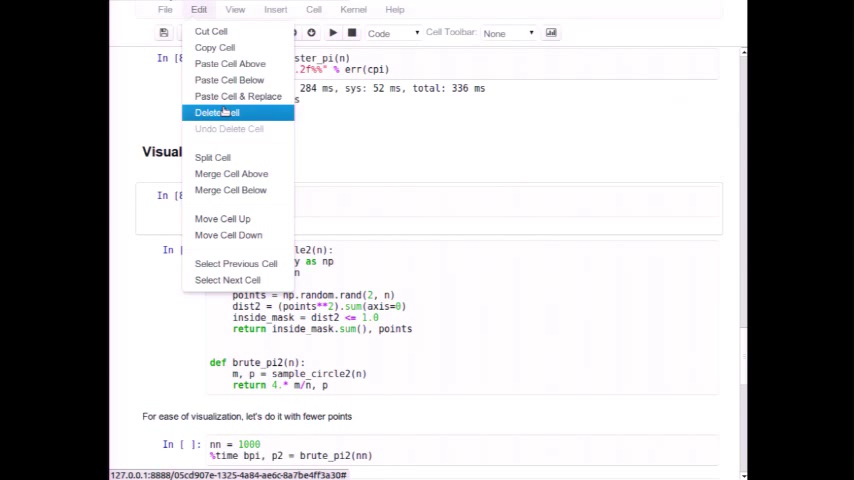 File Edit View Insert Cell Kernel Help
Code Cell Toolbar: None
Cut Cell
Copy Cell
Paste Cell Above
Paste Cell Below
Paste Cell & Replace
Delete Cell
Undo Delete Cell
Split Cell
Merge Cell Above
Merge Cell Below
Move Cell Up
Move Cell Down
Select Previous Cell
Select Next Cell
In [8
ster_pi(n)
.2f%%" % err(cpi)
284 ms, sys: 52 ms, total: 336 ms
s
Visual
In [8
In [
le2(n):
y as np
n
points = np.random.rand(2, n)
dist2 = (points**2).sum(axis=0)
inside_mask = dist2 <= 1.0
return inside_mask.sum(), points
def brute_pi2(n):
m, p = sample_circle2(n)
return 4.* m/n, p
For ease of visualization, let's do it with fewer points
In [ ]: nn = 1000
%time bpi, p2 = brute_pi2(nn)
127.0.0.1:8888/05cd907e-1325-4a84-ae6c-8a7be4ff3a30#